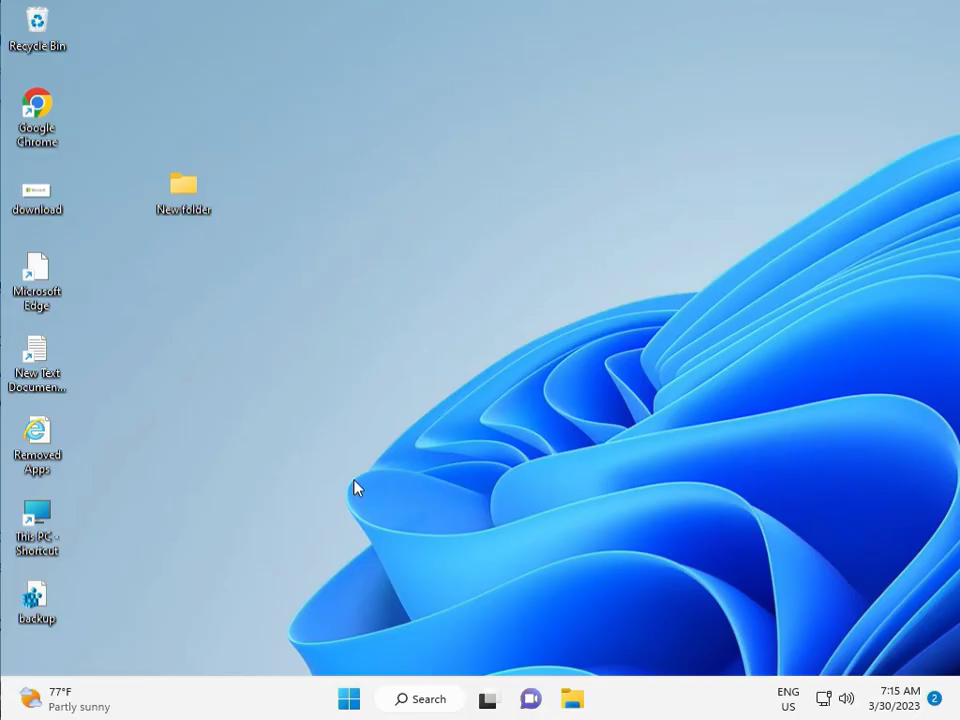 Recycle Bin
Google
Chrome
download
New folder
Microsoft
Edge
New Text
Documen...
Removed
Apps
This PC -
Shortcut
backup
77°F
Partly sunny
Search
ENG
US
7:15 AM
3/30/2023
2